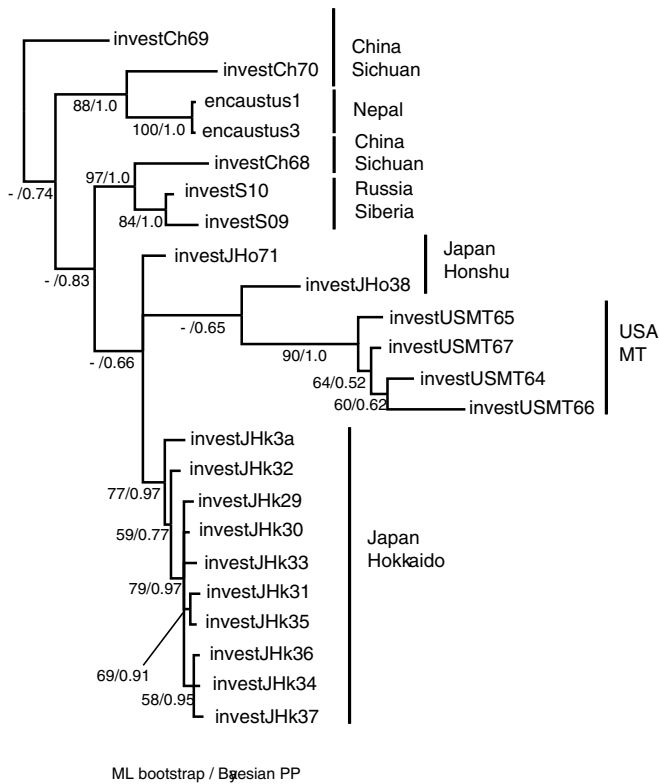 investCh69
China
Sichuan
investCh70
88/1.0
encaustus1
Nepal
100/1.0
encaustus3
China
Sichuan
investCh68
97/1.0
- /0.74
investS10
Russia
Siberia
84/1.0
investS09
investJHo71
Japan
Honshu
- /0.83
investJHo38
investUSMT65
USA
MT
- /0.65
investUSMT67
90/1.0
- /0.66
investUSMT64
64/0.52
60/0.62
investUSMT66
investJHk3a
investJHk32
77/0.97
investJHk29
investJHk30
59/0.77
Japan
Hokkaido
investJHk33
79/0.97
investJHk31
investJHk35
investJHk36
69/0.91
investJHk34
58/0.95
investJHk37
ML bootstrap / Bayesian PP